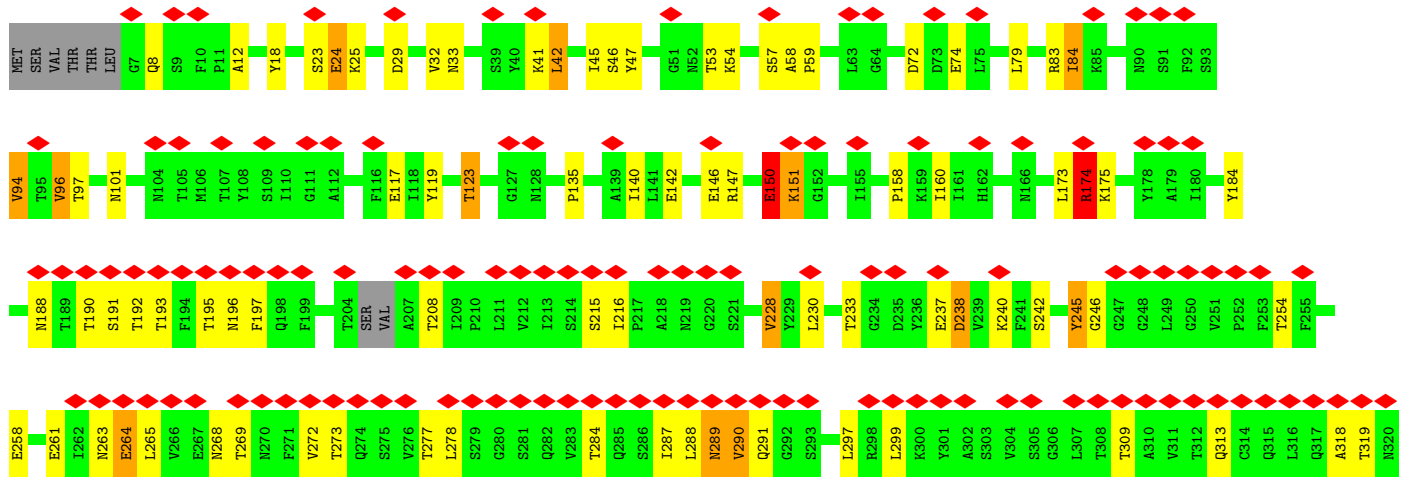 MET SER VAL THR THR LEU G7 Q8 S9 F10 P11 A12 Y18 S23 E24 K25 D29 V32 N33 S39 Y40 K41 L42 I45 S46 Y47 G51 N52 T53 K54 S57 A58 P59 L63 G64 D72 D73 E74 L75 L79 R83 I84 K85 N90 S91 F92 S93
V94 T95 V96 T97 N101 N104 T105 M106 T107 Y108 S109 I110 G111 A112 F116 E117 I118 Y119 T123 G127 N128 P135 A139 I140 L141 E142 E146 R147 E150 K151 G152 I155 P158 K159 I160 I161 H162 N166 L173 R174 K175 Y178 A179 I180 Y184
N188 T189 T190 S191 T192 T193 F194 T195 N196 F197 Q198 F199 T204 SER VAL A207 T208 I209 P210 L211 V212 I213 S214 S215 I216 P217 A218 N219 G220 S221 V228 Y229 L230 T233 G234 D235 Y236 E237 D238 V239 K240 F241 S242 Y245 G246 G247 G248 L249 G250 V251 P252 F253 T254 F255
E258 E261 I262 N263 E264 L265 V266 E267 N268 T269 N270 F271 V272 T273 Q274 S275 V276 T277 L278 S279 G280 S281 Q282 V283 T284 Q285 S286 I287 L288 N289 V290 Q291 G292 S293 L297 R298 L299 K300 Y301 A302 S303 V304 S305 G306 L307 T308 T309 A310 V311 T312 Q313 G314 Q315 L316 Q317 A318 T319 N320